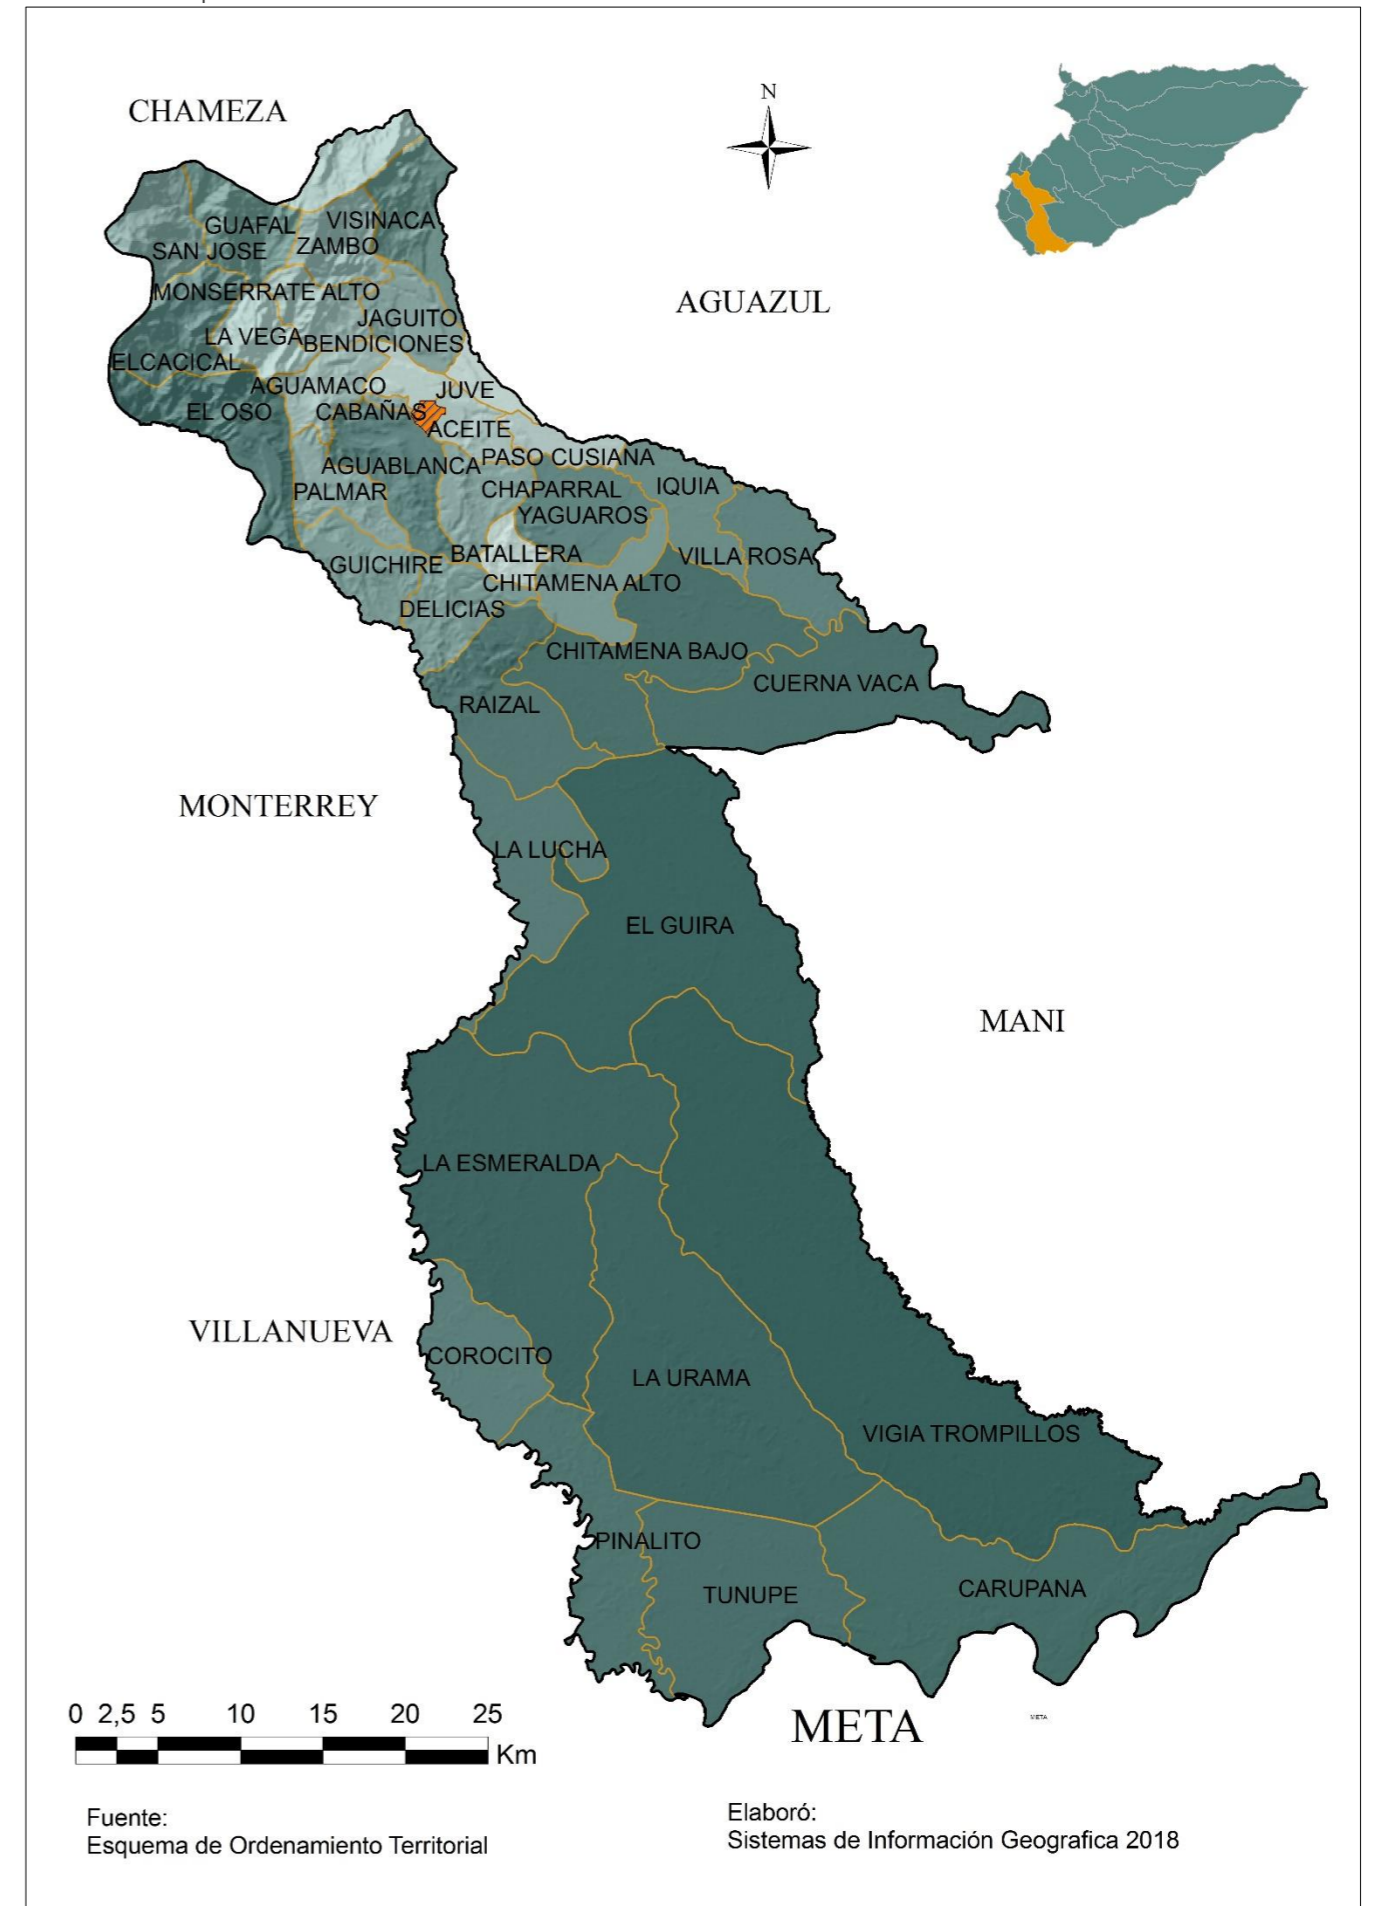 N
CHAMEZA
AGUAZUL
VISINACA
GUAFAL
ZAMBO
SAN JOSE
MONSERRATE ALTO
JAGUITO
LA VEGA
BENDICIONES
ELCACICAL
AGUAMACO
JUVE
EL OSO
CABAÑAS
ACEITE
PASO CUSIANA
AGUABLANCA
IQUIA
PALMAR
CHAPARRAL
YAGUAROS
BATALLERA
VILLA ROSA
GUICHIRE
CHITAMENA ALTO
DELICIAS
CHITAMENA BAJO
CUERNA VACA
RAIZAL
MONTERREY
LA LUCHA
EL GUIRA
MANI
LA ESMERALDA
VILLANUEVA
COROCITO
LA URAMA
VIGIA TROMPILLOS
PINALITO
TUNUPE
CARUPANA
META
META
0 2,5 5 10 15 20 25
Km
Fuente:
Esquema de Ordenamiento Territorial
Elaboró:
Sistemas de Información Geografica 2018